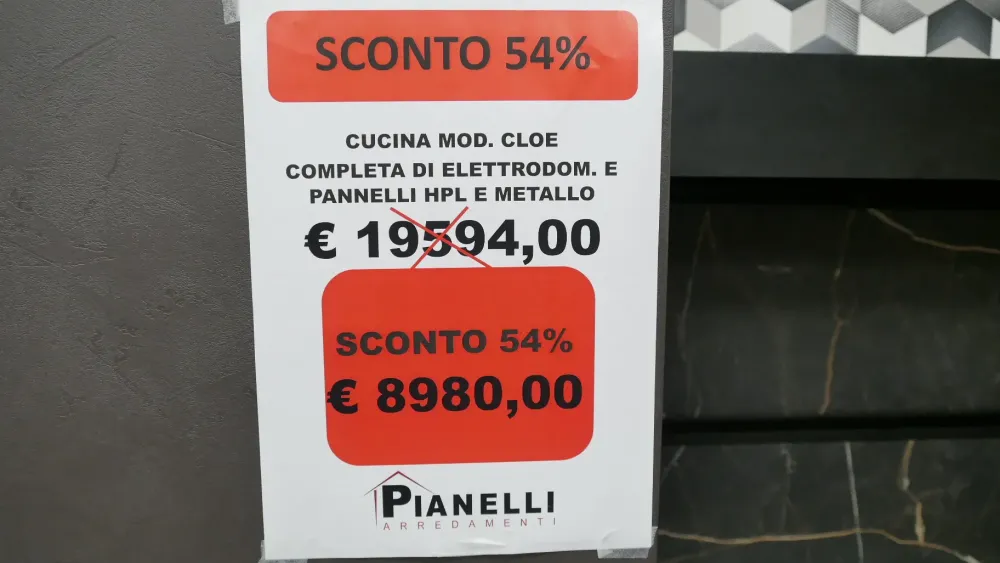 SCONTO 54%
CUCINA MOD. CLOE
COMPLETA DI ELETTRODOM. E
PANNELLI HPL E METALLO
€ 19594,00
SCONTO 54%
€ 8980,00
PIANELLI
ARREDAMENTI